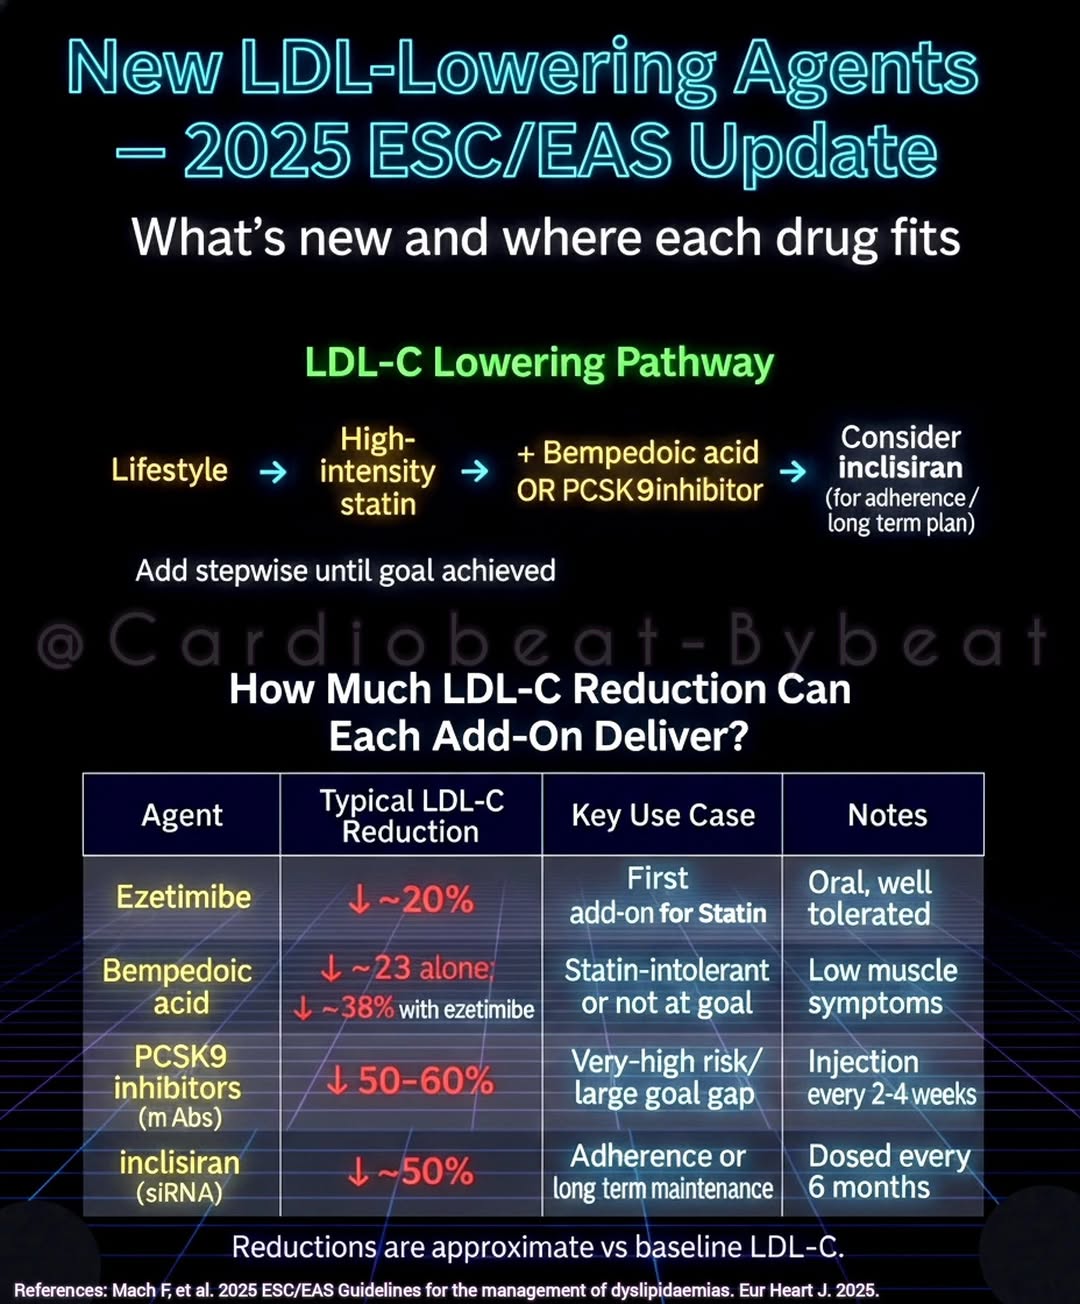 New LDL-Lowering Agents
— 2025 ESC/EAS Update
What's new and where each drug fits
LDL-C Lowering Pathway
Lifestyle → High-intensity statin → + Bempedoic acid OR PCSK9inhibitor → Consider inclisiran (for adherence / long term plan)
Add stepwise until goal achieved
@Cardiobeat-Bybeat
How Much LDL-C Reduction Can
Each Add-On Deliver?
Agent | Typical LDL-C Reduction | Key Use Case | Notes
Ezetimibe | ↓ ~20% | First add-on for Statin | Oral, well tolerated
Bempedoic acid | ↓ ~23 alone; ↓ ~38% with ezetimibe | Statin-intolerant or not at goal | Low muscle symptoms
PCSK9 inhibitors (m Abs) | ↓ 50–60% | Very-high risk/ large goal gap | Injection every 2-4 weeks
inclisiran (siRNA) | ↓ ~50% | Adherence or long term maintenance | Dosed every 6 months
Reductions are approximate vs baseline LDL-C.
References: Mach F, et al. 2025 ESC/EAS Guidelines for the management of dyslipidaemias. Eur Heart J. 2025.